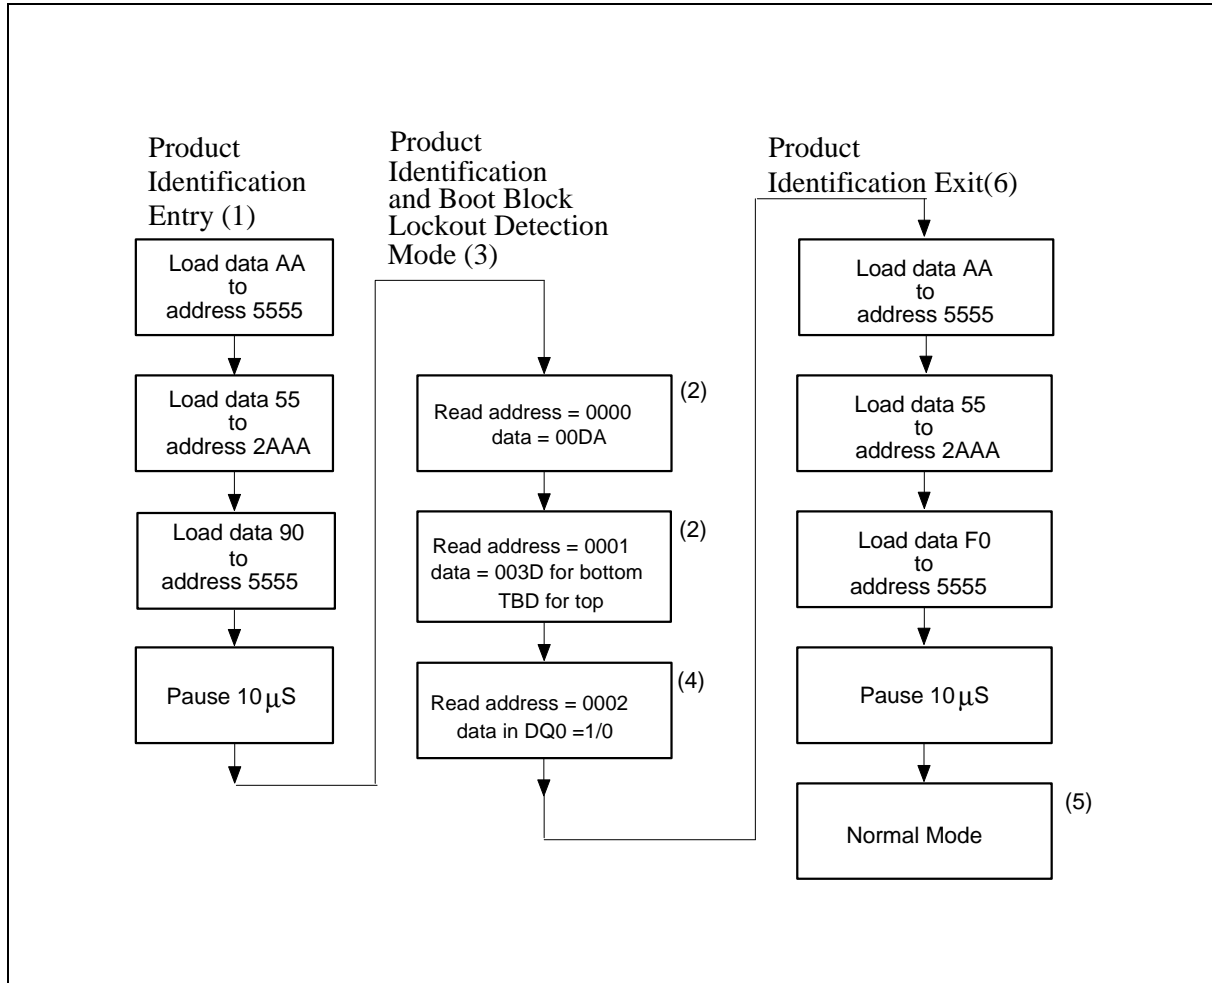 Product
Identification
Entry (1)
Load data AA
to
address 5555
Load data 55
to
address 2AAA
Load data 90
to
address 5555
Pause 10 μS
Product
Identification
and Boot Block
Lockout Detection
Mode (3)
(2)
Read address = 0000
data = 00DA
(2)
Read address = 0001
data = 003D for bottom
TBD for top
(4)
Read address = 0002
data in DQ0 =1/0
Product
Identification Exit(6)
Load data AA
to
address 5555
Load data 55
to
address 2AAA
Load data F0
to
address 5555
Pause 10 μS
(5)
Normal Mode